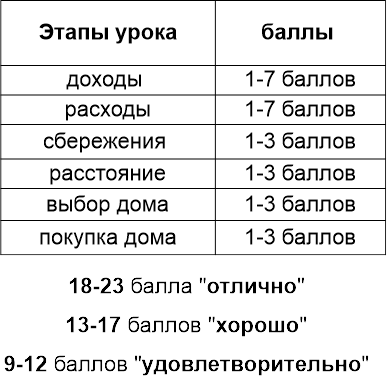 Этапы урока баллы
доходы 1-7 баллов
расходы 1-7 баллов
сбережения 1-3 баллов
расстояние 1-3 баллов
выбор дома 1-3 баллов
покупка дома 1-3 баллов
18-23 балла "отлично"
13-17 баллов "хорошо"
9-12 баллов "удовлетворительно"